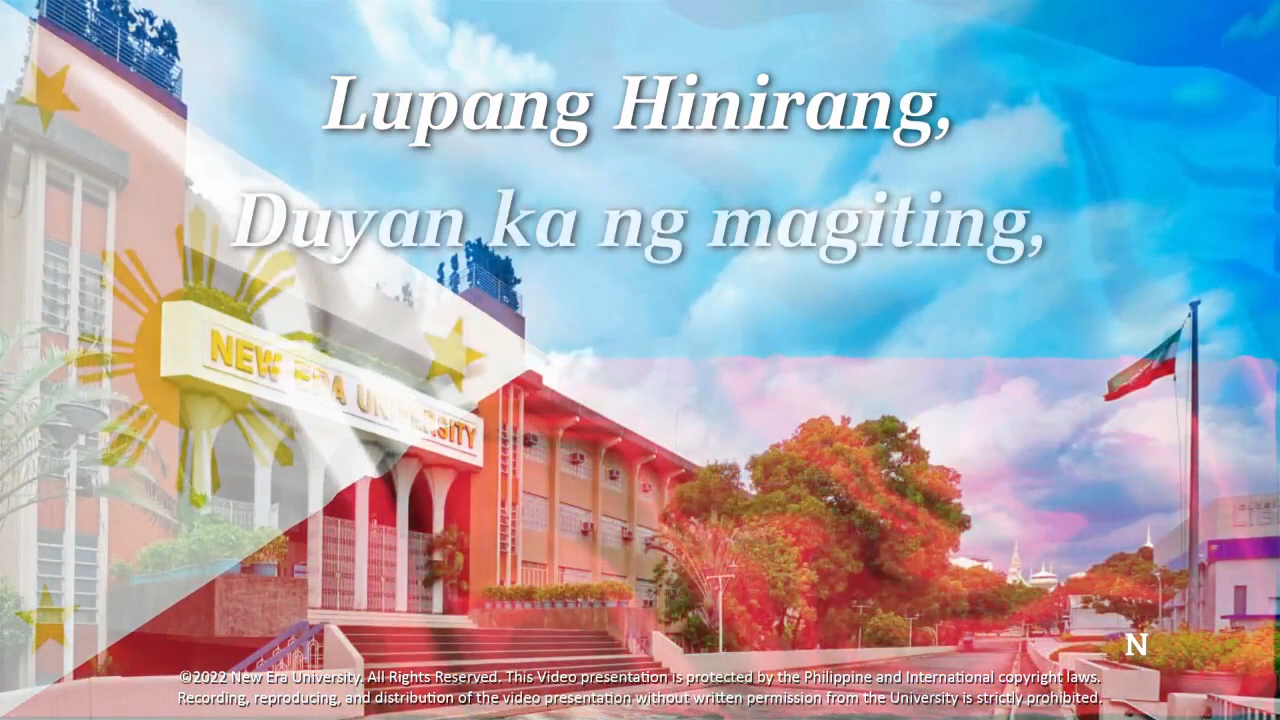 Lupang Hinirang,
Duyan ka ng magiting,
NEW ERA UNIVERSITY
N
©2022 New Era University. All Rights Reserved. This Video presentation is protected by the Philippine and International copyright laws.
Recording, reproducing, and distribution of the video presentation without written permission from the University is strictly prohibited.